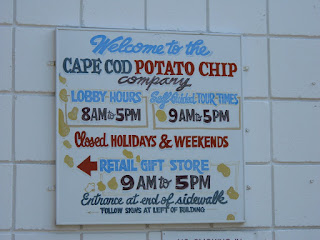 Welcome to the
CAPE COD POTATO CHIP
company
LOBBY HOURS Self Guided TOUR TIMES
8AM to 5PM 9AM to 5PM
Closed HOLIDAYS & WEEKENDS
RETAIL GIFT STORE
9AM to 5PM
Entrance at end of sidewalk
FOLLOW SIGNS AT LEFT OF BUILDING